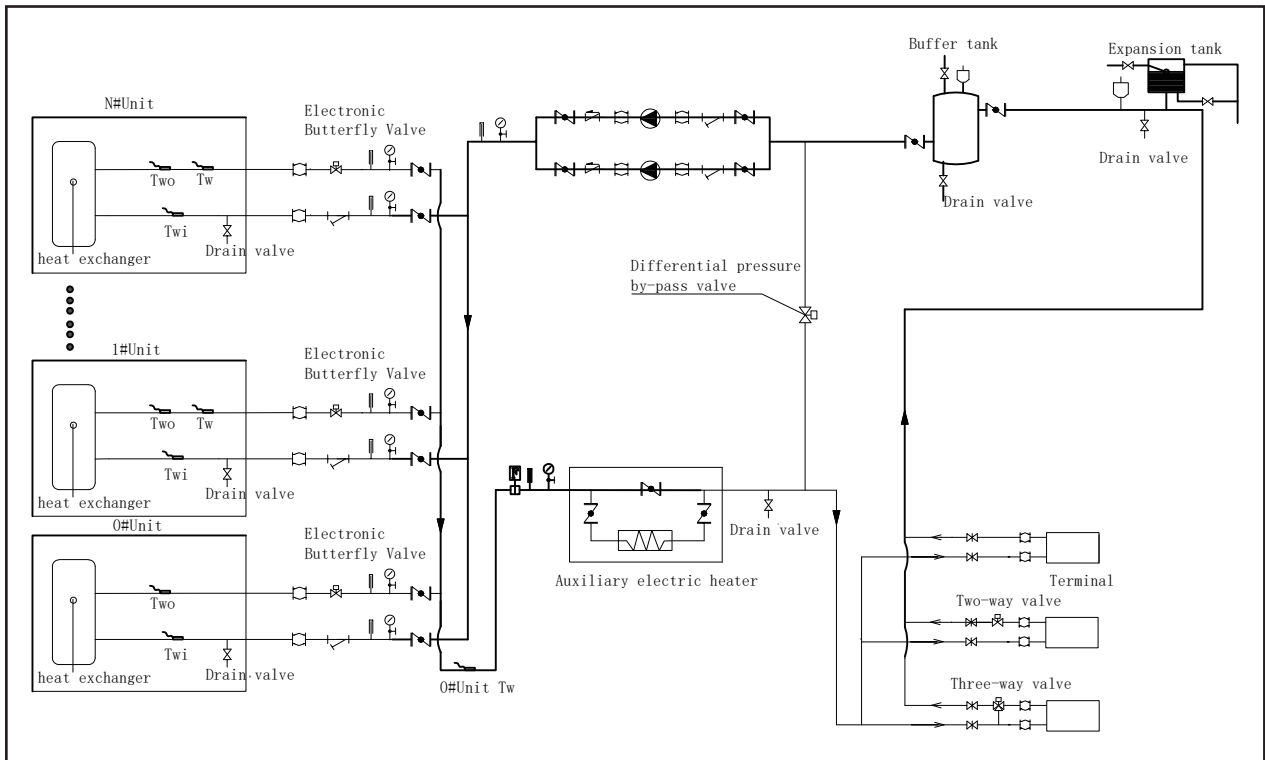 Buffer tank
Expansion tank
N#Unit
Electronic
Butterfly Valve
Two
Tw
Drain valve
Twi
Drain valve
Drain valve
heat exchanger
Differential pressure
by-pass valve
1#Unit
Electronic
Butterfly Valve
Two
Tw
Twi
Drain valve
heat exchanger
0#Unit
Electronic
Butterfly Valve
Drain valve
Auxiliary electric heater
Terminal
Two
Two-way valve
Twi
Drain valve
heat exchanger
0#Unit Tw
Three-way valve